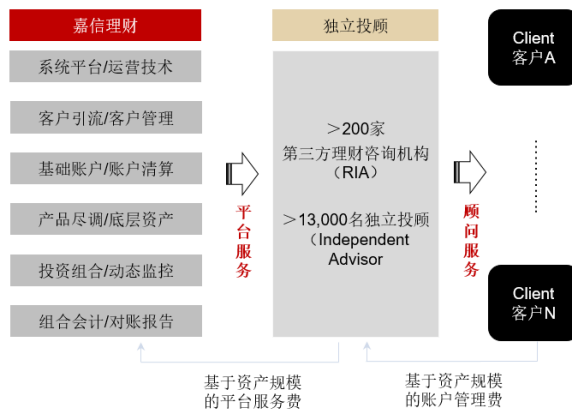 嘉信理财
系统平台/运营技术
客户引流/客户管理
基础账户/账户清算
产品尽调/底层资产
投资组合/动态监控
组合会计/对账报告
平台服务
独立投顾
>200家
第三方理财咨询机构
（RIA）
>13,000名独立投顾
（Independent
Advisor
顾问服务
Client
客户A
Client
客户N
基于资产规模
的平台服务费
基于资产规模
的账户管理费